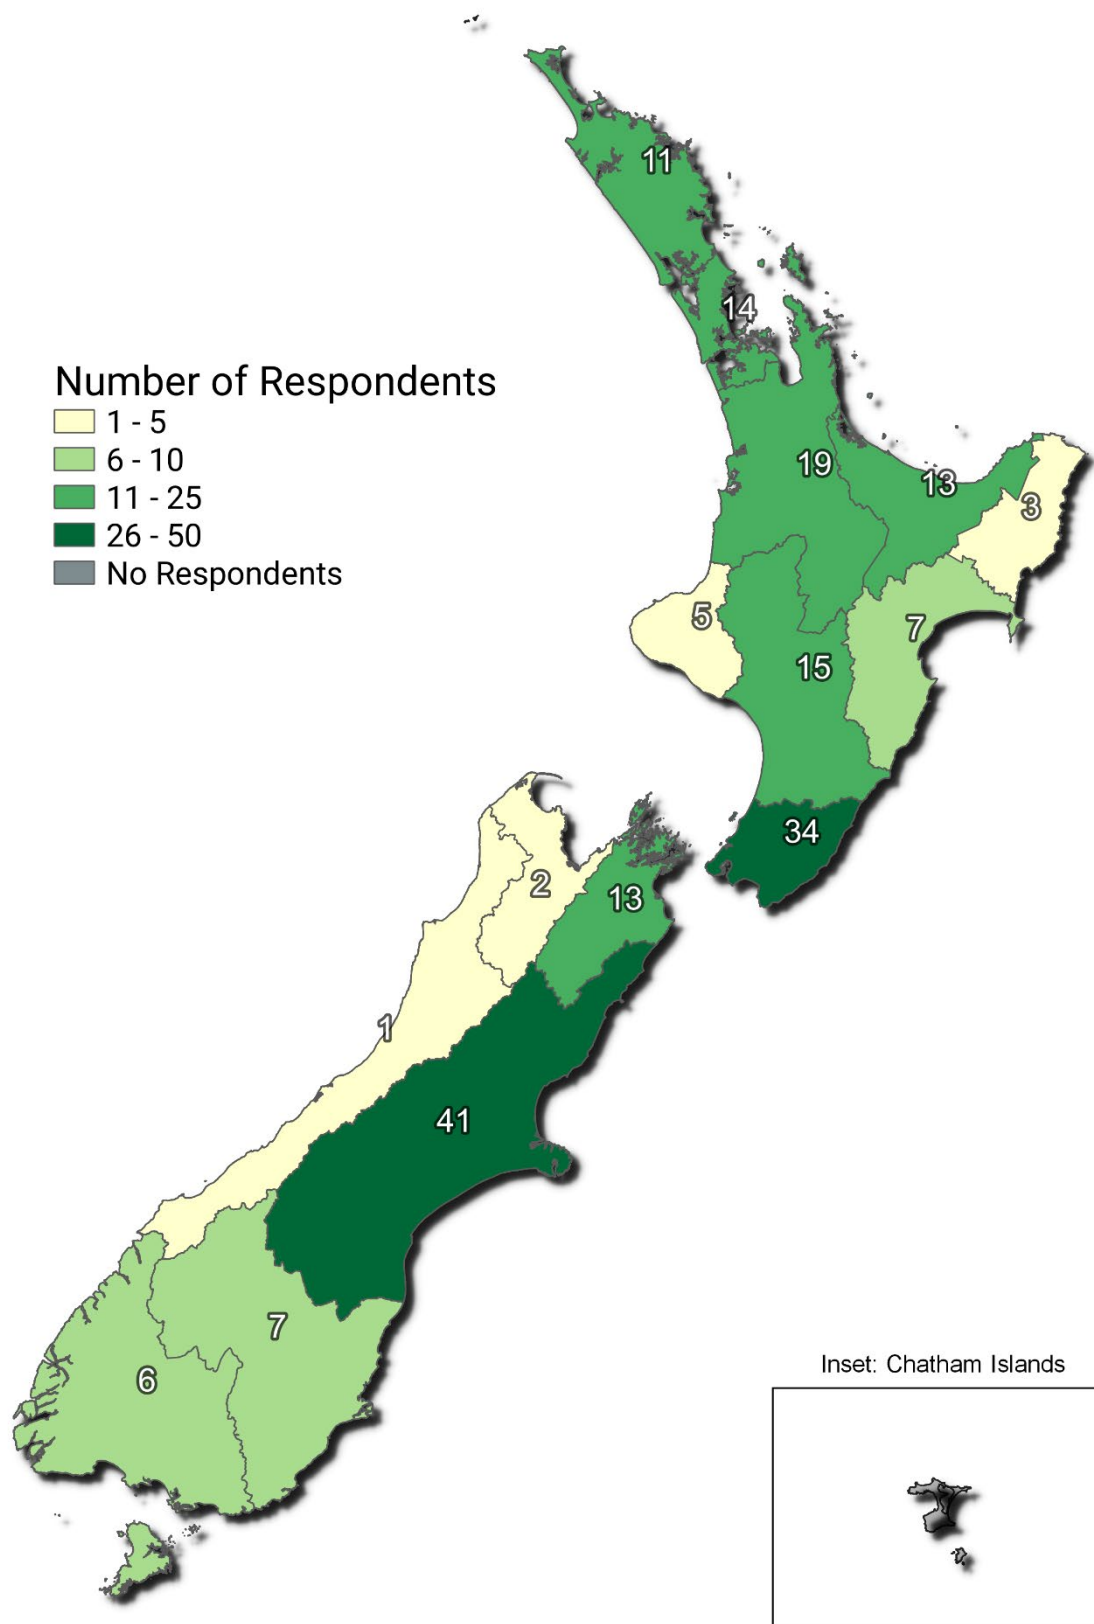 11
14
Number of Respondents
1 - 5
6 - 10
11 - 25
26 - 50
No Respondents
19
13
3
5
7
15
34
2
13
1
41
7
6
Inset: Chatham Islands